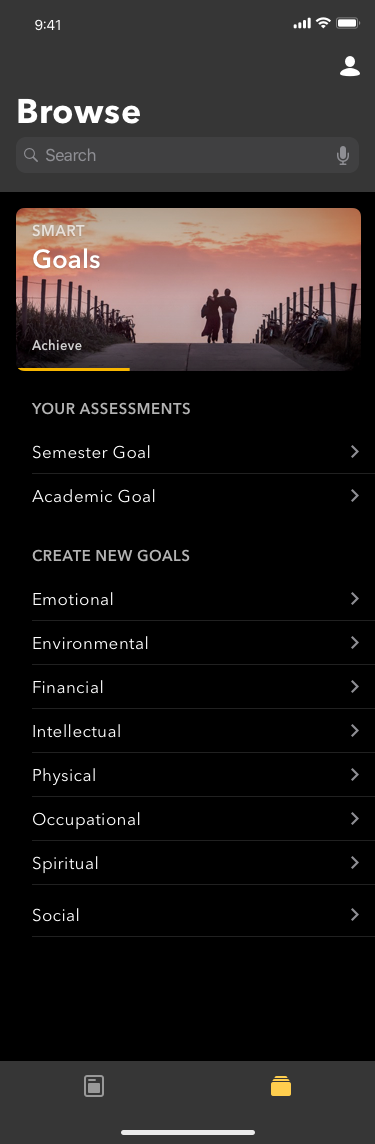 9:41
Browse
Search
SMART
Goals
Achieve
YOUR ASSESSMENTS
Semester Goal
Academic Goal
CREATE NEW GOALS
Emotional
Environmental
Financial
Intellectual
Physical
Occupational
Spiritual
Social